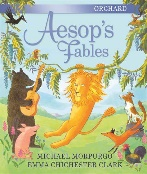 ORCHARD
Aesop's
Fables
MICHAEL MORPURGO
EMMA CHICHESTER CLARK